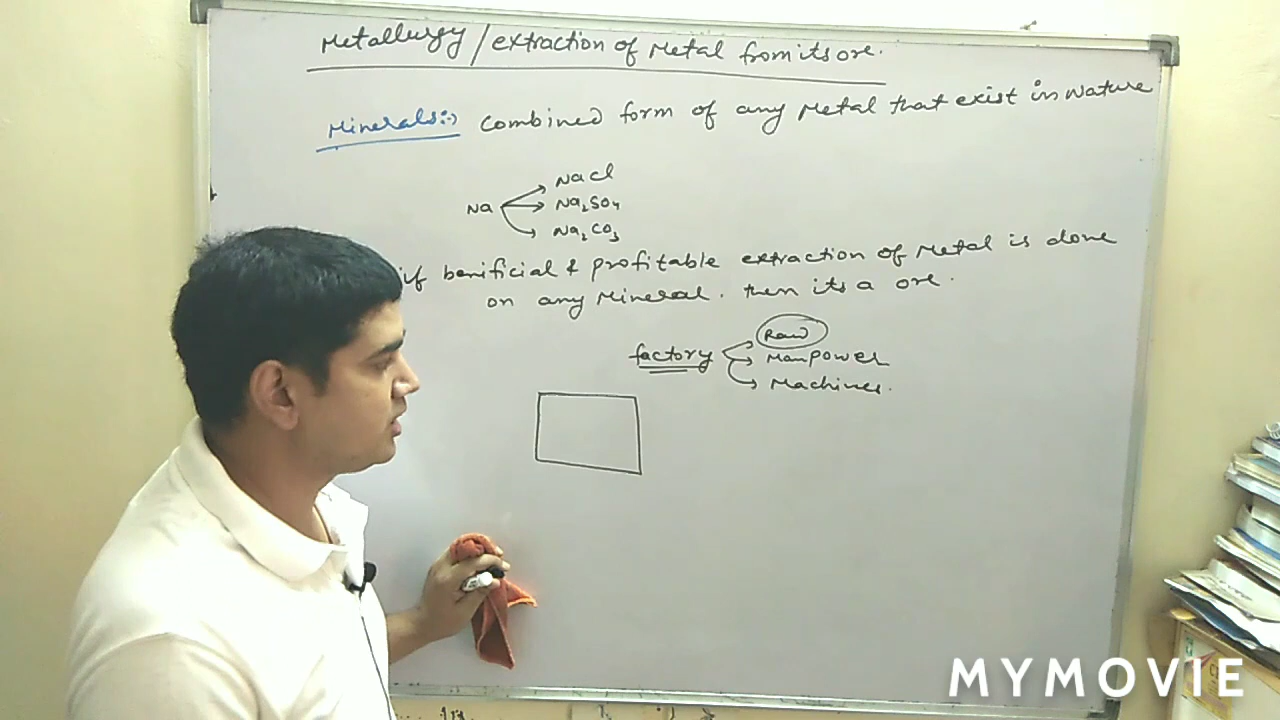 Metallurgy/extraction of Metal from its ore.
Minerals:→ combined form of any Metal that exist in Nature
NaCl
Na Na₂SO₄
Na₂CO₃
if benificial & profitable extraction of Metal is done
on any Mineral. then its a ore.
Raw
factory Manpower
Machines.
MYMOVIE